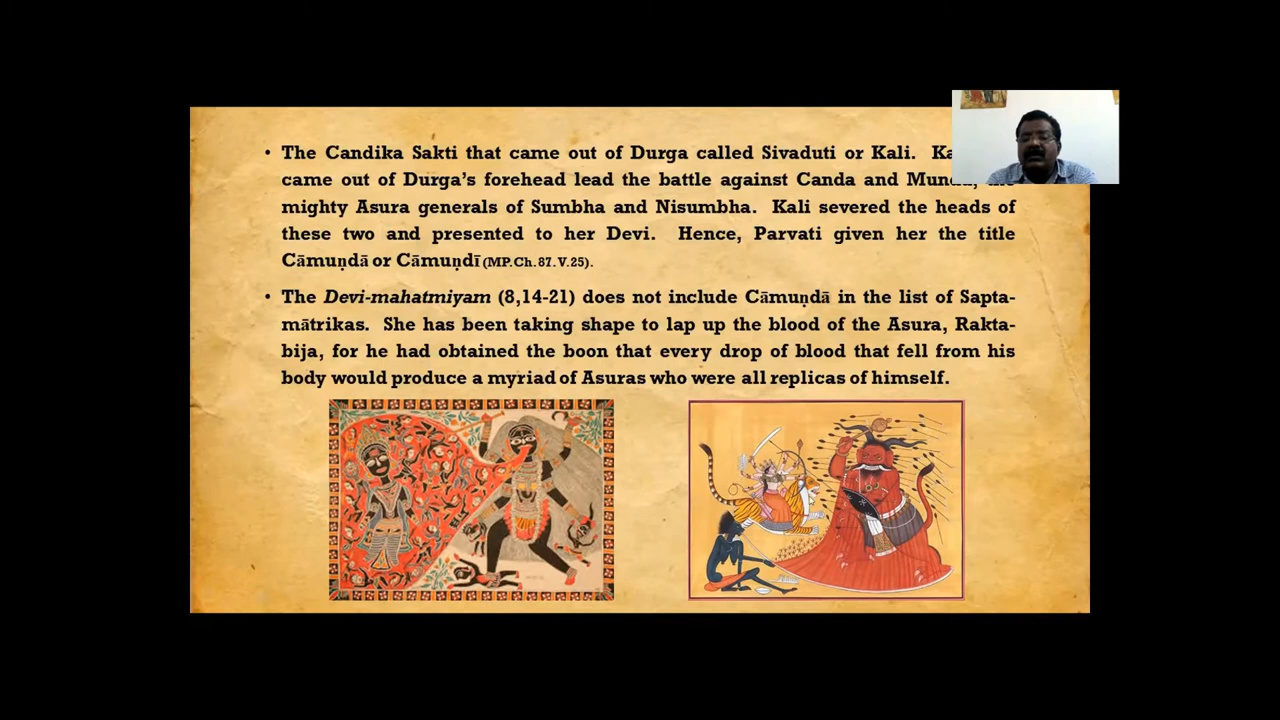 • The Candika Sakti that came out of Durga called Sivaduti or Kali.
came out of Durga's forehead lead the battle against Canda and
mighty Asura generals of Sumbha and Nisumbha. Kali severed the heads of
these two and presented to her Devi. Hence, Parvati given her the title
Cāmuṇḍā or Cāmuṇḍī (MP.Ch.87.V.25).
• The Devi-mahatmiyam (8,14-21) does not include Cāmuṇḍā in the list of Sapta-
mātrikas. She has been taking shape to lap up the blood of the Asura, Rakta-
bija, for he had obtained the boon that every drop of blood that fell from his
body would produce a myriad of Asuras who were all replicas of himself.